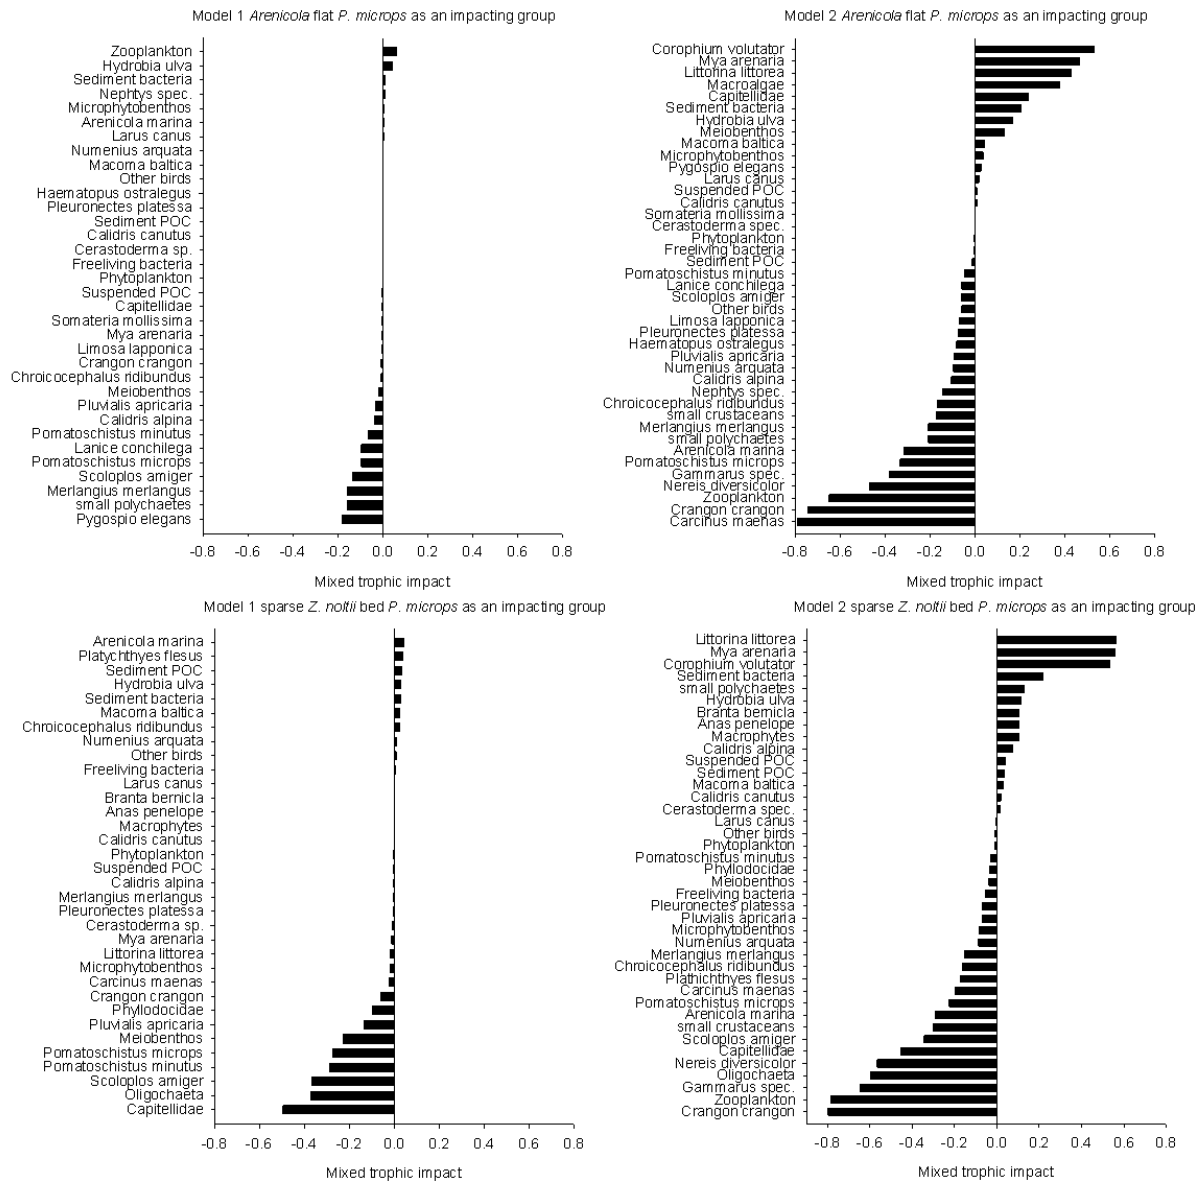 Model 1 Arenicola flat P. microps as an impacting group
Zooplankton
Hydrobia ulva
Sediment bacteria
Nephtys spec.
Microphytobenthos
Arenicola marina
Larus canus
Numenius arquata
Macoma baltica
Other birds
Haematopus ostralegus
Pleuronectes platessa
Sediment POC
Calidris canutus
Cerastoderma sp.
Freeliving bacteria
Phytoplankton
Suspended POC
Capitellidae
Somateria mollissima
Mya arenaria
Limosa lapponica
Crangon crangon
Chroicocephalus ridibundus
Meiobenthos
Pluvialis apricaria
Calidris alpina
Pomatoschistus minutus
Lanice conchilega
Pomatoschistus microps
Scoloplos amiger
Merlangius merlangus
small polychaetes
Pygospio elegans
-0.8 -0.6 -0.4 -0.2 0.0 0.2 0.4 0.6 0.8
Mixed trophic impact
Model 2 Arenicola flat P. microps as an impacting group
Corophium volutator
Mya arenaria
Littorina littorea
Macroalgae
Capitellidae
Sediment bacteria
Hydrobia ulva
Meiobenthos
Macoma baltica
Microphytobenthos
Pygospio elegans
Larus canus
Suspended POC
Calidris canutus
Somateria mollissima
Cerastoderma spec.
Phytoplankton
Freeliving bacteria
Sediment POC
Pomatoschistus minutus
Lanice conchilega
Scoloplos amiger
Other birds
Limosa lapponica
Pleuronectes platessa
Haematopus ostralegus
Pluvialis apricaria
Numenius arquata
Calidris alpina
Nephtys spec.
Chroicocephalus ridibundus
small crustaceans
Merlangius merlangus
small polychaetes
Arenicola marina
Pomatoschistus microps
Gammarus spec.
Nereis diversicolor
Zooplankton
Crangon crangon
Carcinus maenas
-0.8 -0.6 -0.4 -0.2 0.0 0.2 0.4 0.6 0.8
Mixed trophic impact
Model 1 sparse Z. noltii bed P. microps as an impacting group
Arenicola marina
Platychthyes flesus
Sediment POC
Hydrobia ulva
Sediment bacteria
Macoma baltica
Chroicocephalus ridibundus
Numenius arquata
Other birds
Freeliving bacteria
Larus canus
Branta bernicla
Anas penelope
Macrophytes
Calidris canutus
Phytoplankton
Suspended POC
Calidris alpina
Merlangius merlangus
Pleuronectes platessa
Cerastoderma sp.
Mya arenaria
Littorina littorea
Microphytobenthos
Carcinus maenas
Crangon crangon
Phyllodocidae
Pluvialis apricaria
Meiobenthos
Pomatoschistus microps
Pomatoschistus minutus
Scoloplos amiger
Oligochaeta
Capitellidae
-0.8 -0.6 -0.4 -0.2 0.0 0.2 0.4 0.6 0.8
Mixed trophic impact
Model 2 sparse Z. noltii bed P. microps as an impacting group
Littorina littorea
Mya arenaria
Corophium volutator
Sediment bacteria
small polychaetes
Hydrobia ulva
Branta bernicla
Anas penelope
Macrophytes
Calidris alpina
Suspended POC
Sediment POC
Macoma baltica
Calidris canutus
Cerastoderma spec.
Larus canus
Other birds
Phytoplankton
Pomatoschistus minutus
Phyllodocidae
Meiobenthos
Freeliving bacteria
Pleuronectes platessa
Pluvialis apricaria
Microphytobenthos
Numenius arquata
Merlangius merlangus
Chroicocephalus ridibundus
Plathichthyes flesus
Carcinus maenas
Pomatoschistus microps
Arenicola marina
small crustaceans
Scoloplos amiger
Capitellidae
Nereis diversicolor
Oligochaeta
Gammarus spec.
Zooplankton
Crangon crangon
-0.8 -0.6 -0.4 -0.2 0.0 0.2 0.4 0.6 0.8
Mixed trophic impact